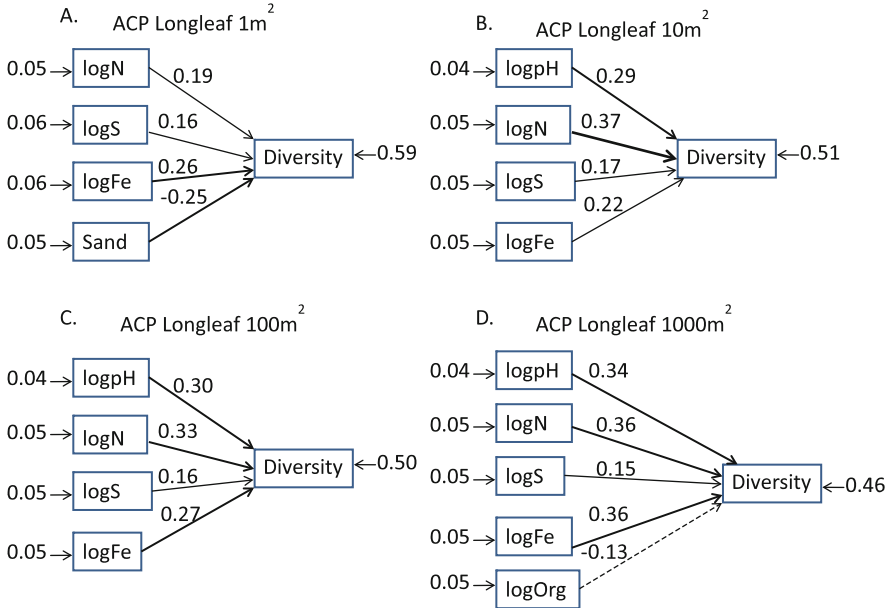 A.
ACP Longleaf 1m²
0.05 logN 0.19
0.06 logS 0.16
Diversity 0.59
0.06 logFe 0.26
-0.25
0.05 Sand
B.
ACP Longleaf 10m²
0.04 logpH 0.29
0.05 logN 0.37
Diversity 0.51
0.05 logS 0.17
0.22
0.05 logFe
C.
ACP Longleaf 100m²
0.04 logpH 0.30
0.05 logN 0.33
Diversity 0.50
0.05 logS 0.16
0.27
0.05 logFe
D.
ACP Longleaf 1000m²
0.04 logpH 0.34
0.05 logN 0.36
0.05 logS 0.15
Diversity 0.46
0.05 logFe 0.36
-0.13
0.05 logOrg